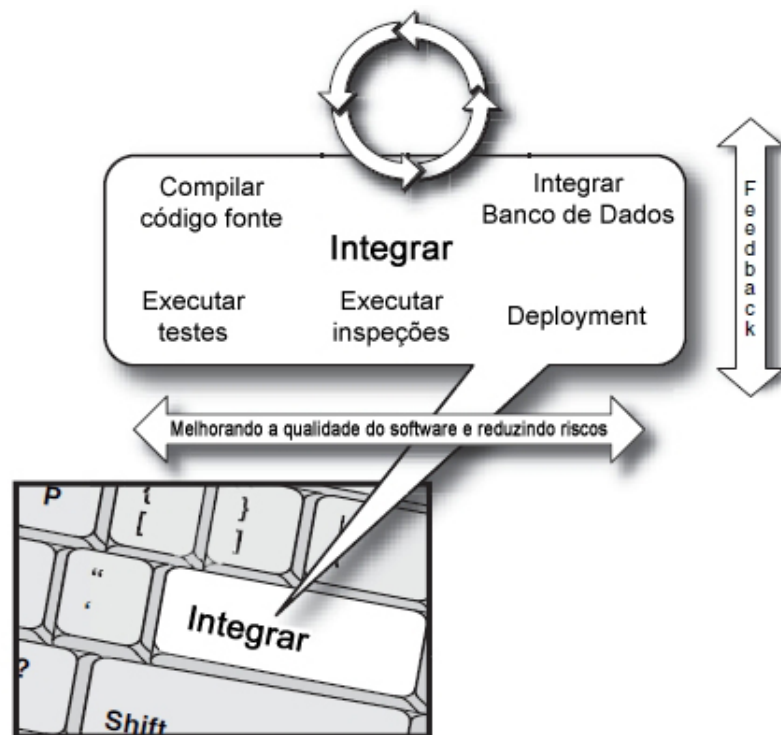 Compilar
código fonte
Integrar
Banco de Dados
Integrar
Executar
testes
Executar
inspeções
Deployment
Feedback
Melhorando a qualidade do software e reduzindo riscos
P
{
[
}
]
“
‘
Integrar
?
Shift